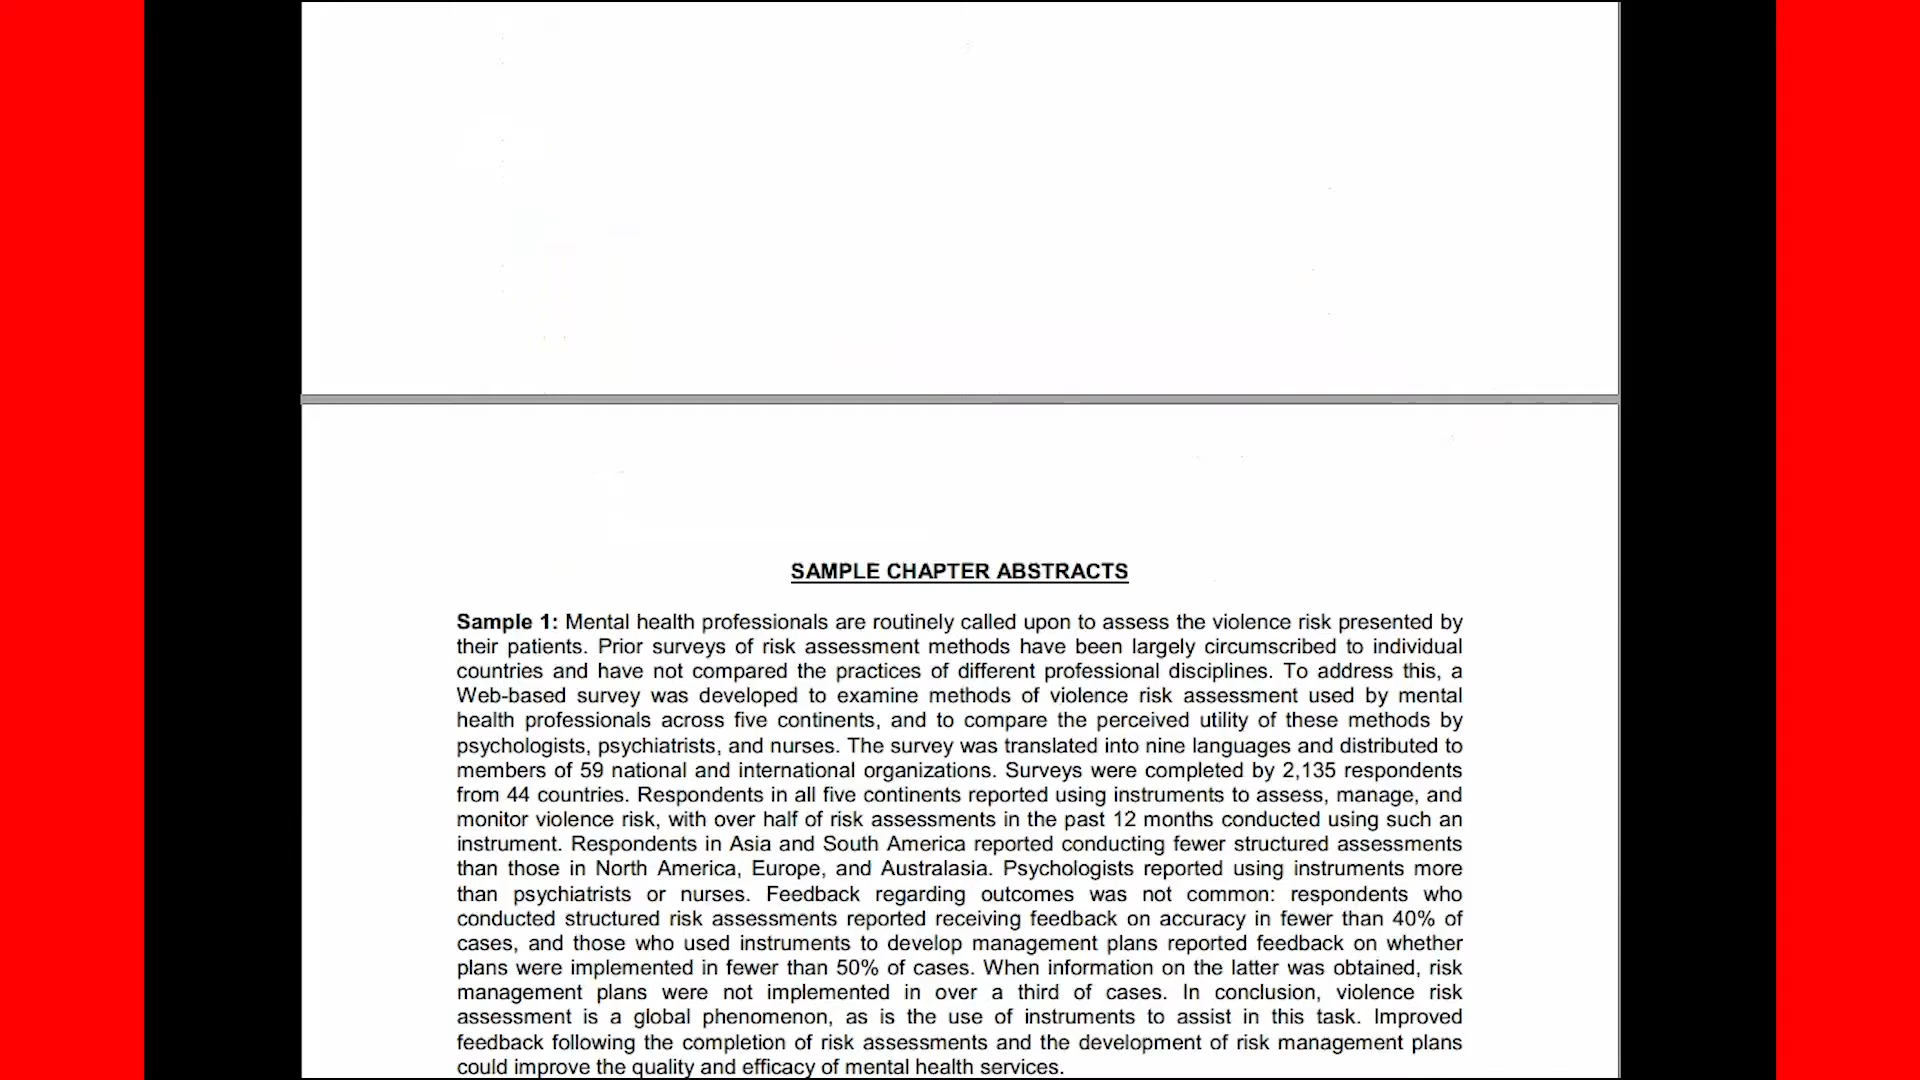 SAMPLE CHAPTER ABSTRACTS
Sample 1: Mental health professionals are routinely called upon to assess the violence risk presented by
their patients. Prior surveys of risk assessment methods have been largely circumscribed to individual
countries and have not compared the practices of different professional disciplines. To address this, a
Web-based survey was developed to examine methods of violence risk assessment used by mental
health professionals across five continents, and to compare the perceived utility of these methods by
psychologists, psychiatrists, and nurses. The survey was translated into nine languages and distributed to
members of 59 national and international organizations. Surveys were completed by 2,135 respondents
from 44 countries. Respondents in all five continents reported using instruments to assess, manage, and
monitor violence risk, with over half of risk assessments in the past 12 months conducted using such an
instrument. Respondents in Asia and South America reported conducting fewer structured assessments
than those in North America, Europe, and Australasia. Psychologists reported using instruments more
than psychiatrists or nurses. Feedback regarding outcomes was not common: respondents who
conducted structured risk assessments reported receiving feedback on accuracy in fewer than 40% of
cases, and those who used instruments to develop management plans reported feedback on whether
plans were implemented in fewer than 50% of cases. When information on the latter was obtained, risk
management plans were not implemented in over a third of cases. In conclusion, violence risk
assessment is a global phenomenon, as is the use of instruments to assist in this task. Improved
feedback following the completion of risk assessments and the development of risk management plans
could improve the quality and efficacy of mental health services.